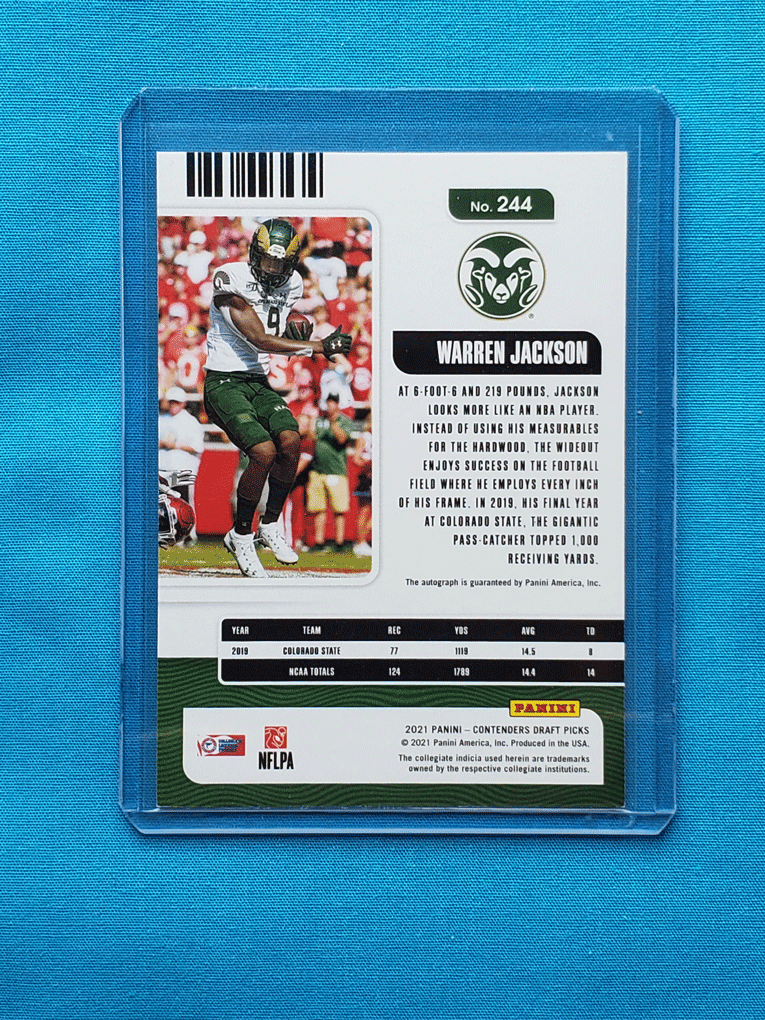 No. 244
®
WARREN JACKSON
AT 6-FOOT-6 AND 219 POUNDS, JACKSON
LOOKS MORE LIKE AN NBA PLAYER.
INSTEAD OF USING HIS MEASURABLES
FOR THE HARDWOOD, THE WIDEOUT
ENJOYS SUCCESS ON THE FOOTBALL
FIELD WHERE HE EMPLOYS EVERY INCH
OF HIS FRAME. IN 2019, HIS FINAL YEAR
AT COLORADO STATE, THE GIGANTIC
PASS-CATCHER TOPPED 1,000
RECEIVING YARDS.
The autograph is guaranteed by Panini America, Inc.
9
YEAR TEAM REC YDS AVG TD
2019 COLORADO STATE 77 1119 14.5 8
NCAA TOTALS 124 1789 14.4 14
PANINI
2021 PANINI – CONTENDERS DRAFT PICKS
© 2021 Panini America, Inc. Produced in the USA.
The collegiate indicia used herein are trademarks
owned by the respective collegiate institutions.
NFLPA